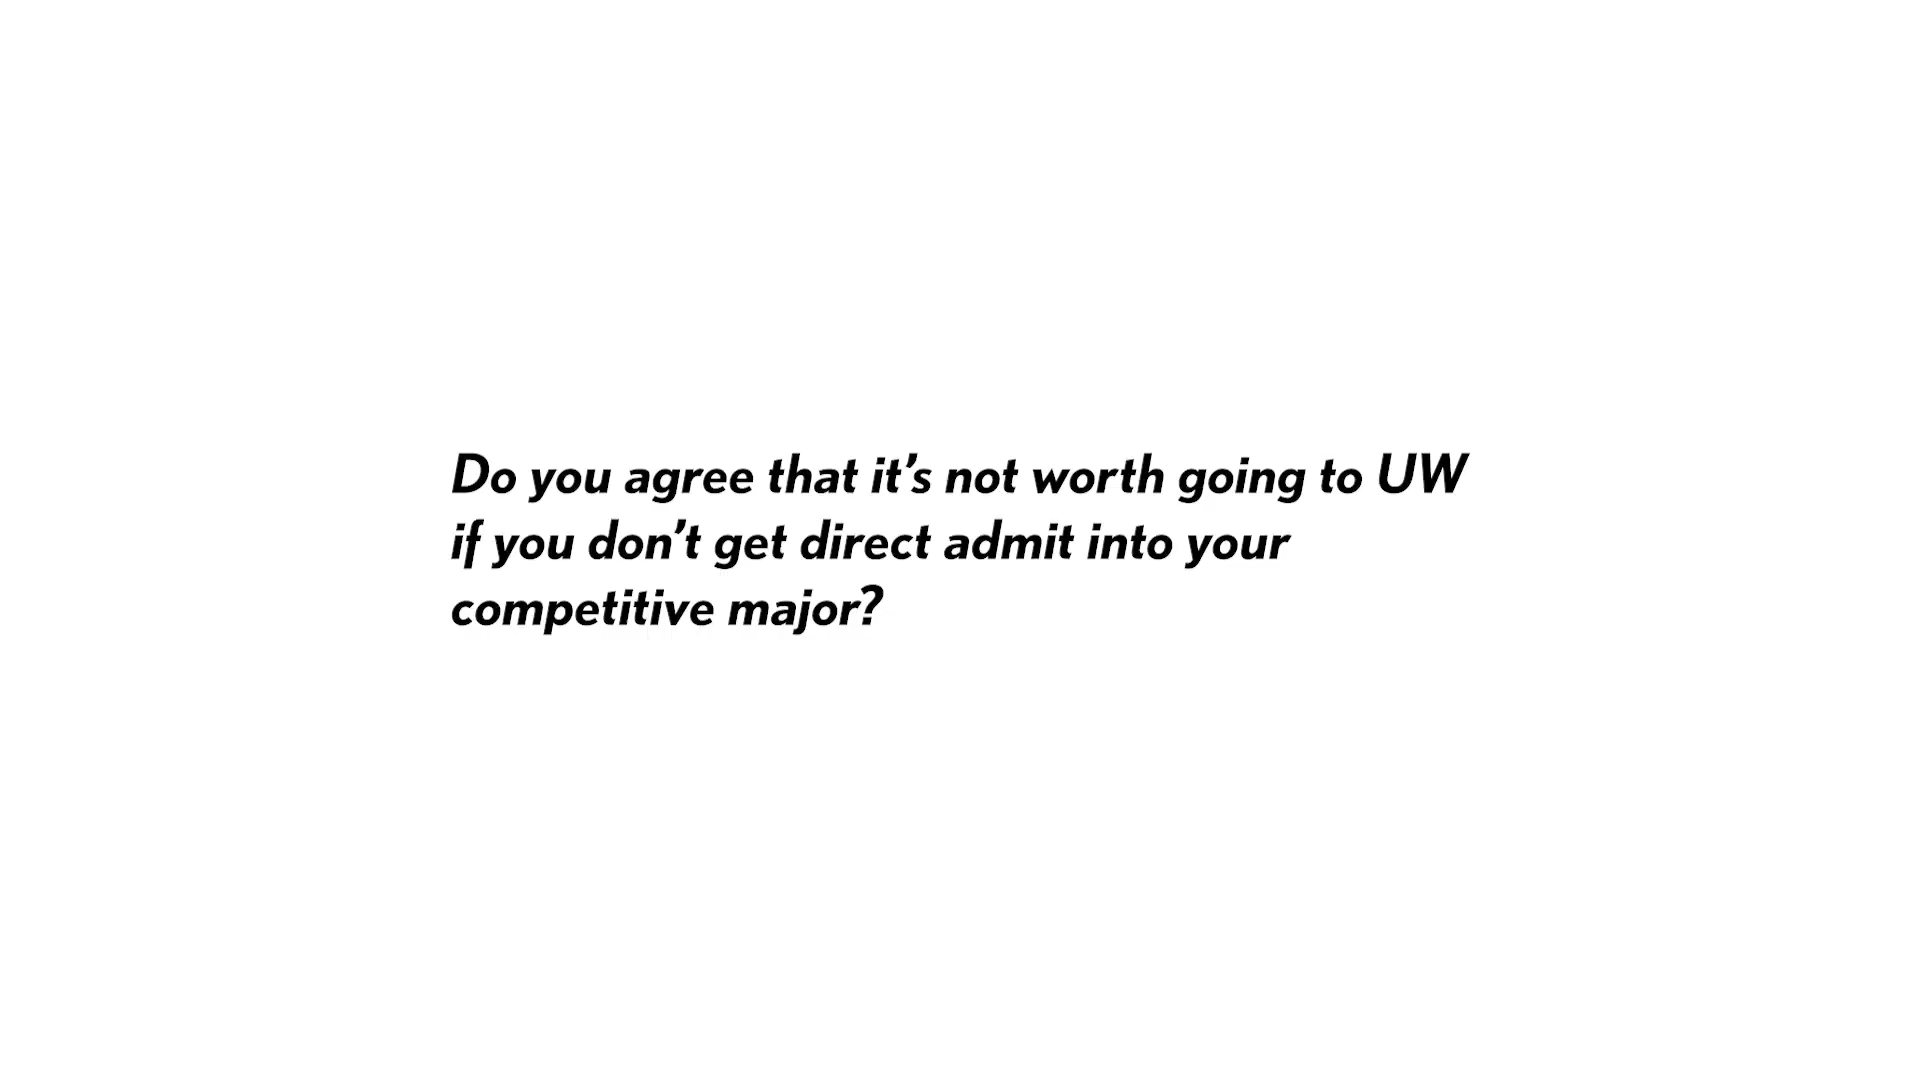 Do you agree that it’s not worth going to UW
if you don’t get direct admit into your
competitive major?